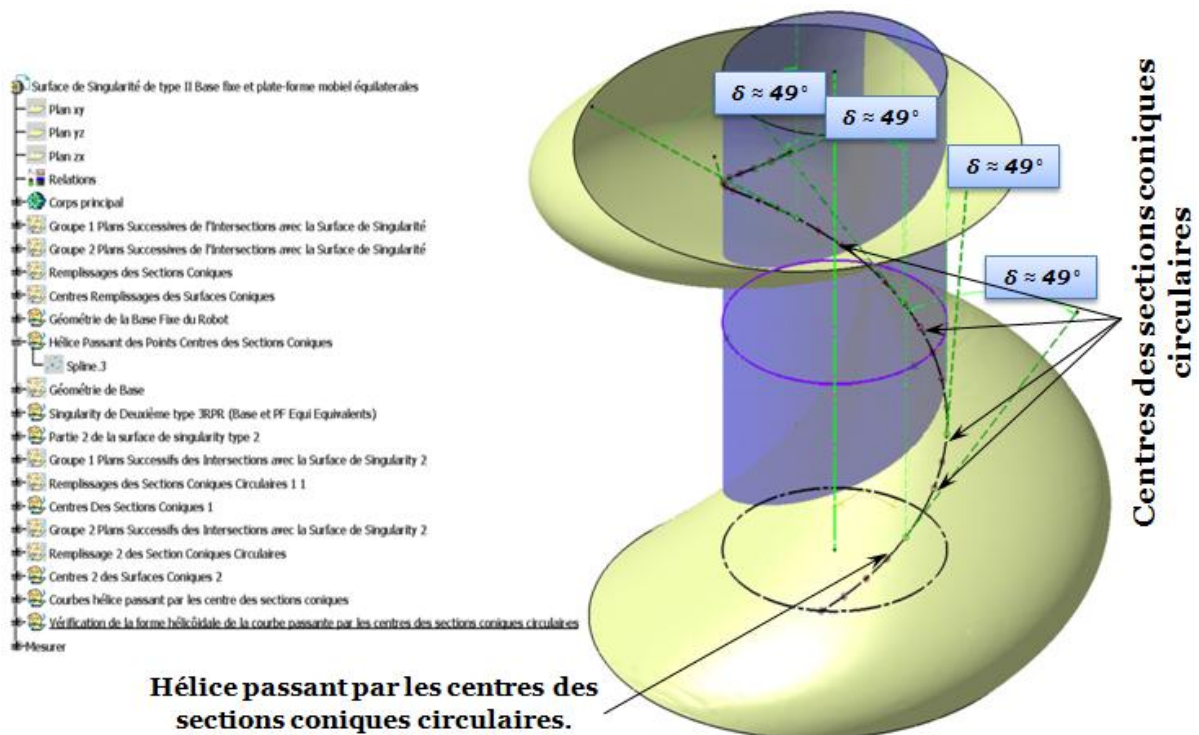 Surface de Singularité de type II Base fixe et plate-forme mobiel équilaterales
Plan xy
Plan yz
Plan zx
Relations
Corps principal
Groupe 1 Plans Successives de l'Intersections avec la Surface de Singularité
Groupe 2 Plans Successives de l'Intersections avec la Surface de Singularité
Remplissages des Sections Coniques
Centres Remplissages des Surfaces Coniques
Géométrie de la Base Fixe du Robot
Hélice Passant des Points Centres des Sections Coniques
Spline.3
Géométrie de Base
Singularity de Deuxième type 3RPR (Base et PF Equi Equivalents)
Partie 2 de la surface de singularity type 2
Groupe 1 Plans Successifs des Intersections avec la Surface de Singularity 2
Remplissages des Sections Coniques Circulaires 1 1
Centres Des Sections Coniques 1
Groupe 2 Plans Successifs des Intersections avec la Surface de Singularity 2
Remplissage 2 des Section Coniques Circulaires
Centres 2 des Surfaces Coniques 2
Courbes hélice passant par les centre des sections coniques
Vérification de la forme hélicôidale de la courbe passante par les centres des sections coniques circulaires
Mesurer
δ ≈ 49°
δ ≈ 49°
δ ≈ 49°
δ ≈ 49°
Centres des sections coniques
circulaires
Hélice passant par les centres des
sections coniques circulaires.